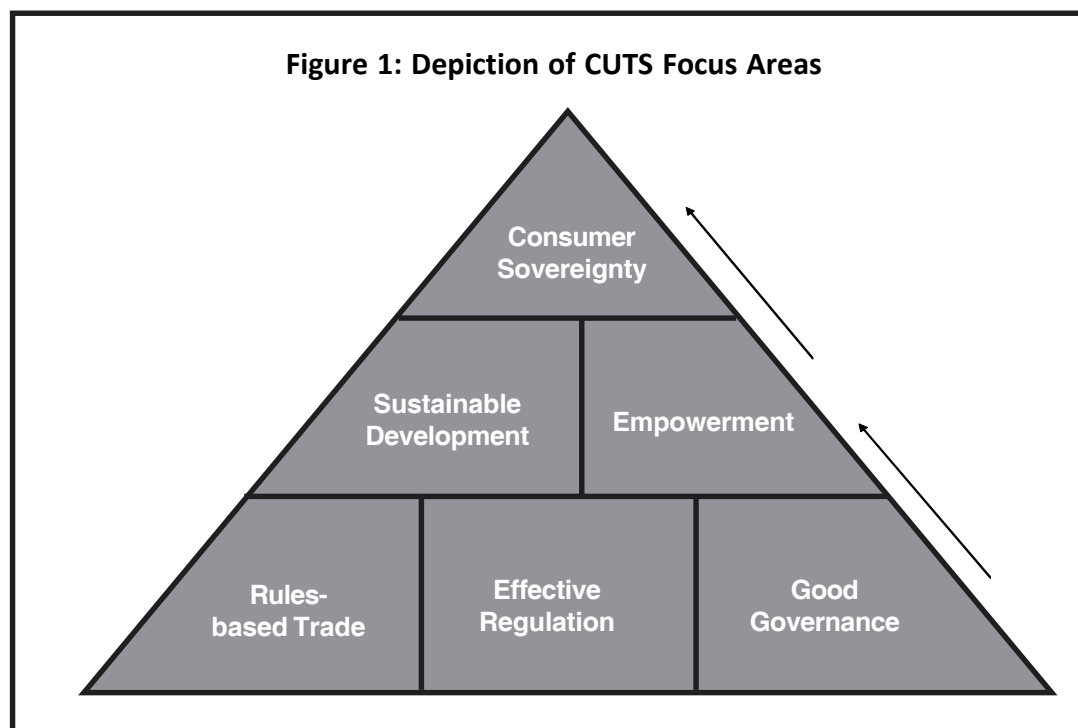 Figure 1: Depiction of CUTS Focus Areas
Consumer
Sovereignty
Sustainable
Development
Empowerment
Rules-
based Trade
Effective
Regulation
Good
Governance